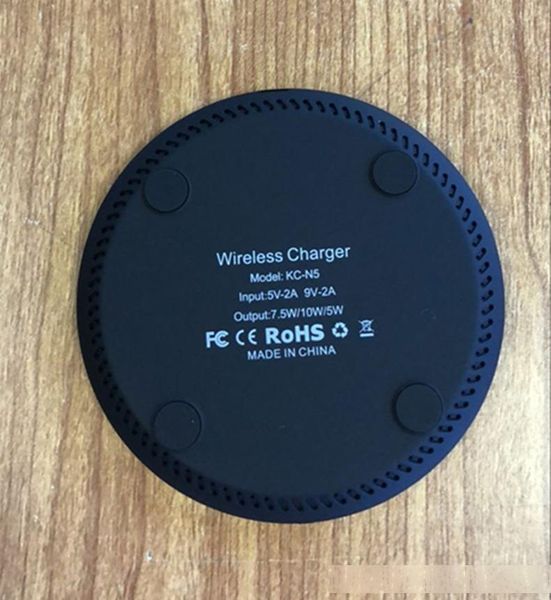 Wireless Charger
Model: KC-N5
Input:5V-2A 9V-2A
Output:7.5W/10W/5W
FC CE RoHS
MADE IN CHINA